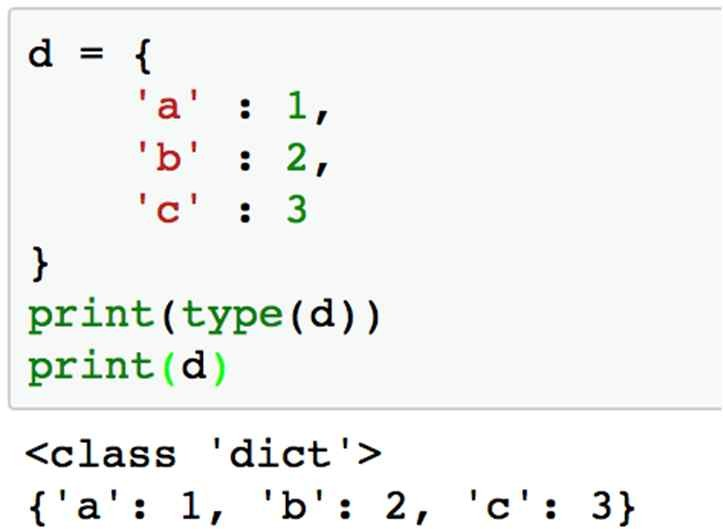 d = {
    'a' : 1,
    'b' : 2,
    'c' : 3
}
print(type(d))
print(d)
<class 'dict'>
{'a': 1, 'b': 2, 'c': 3}